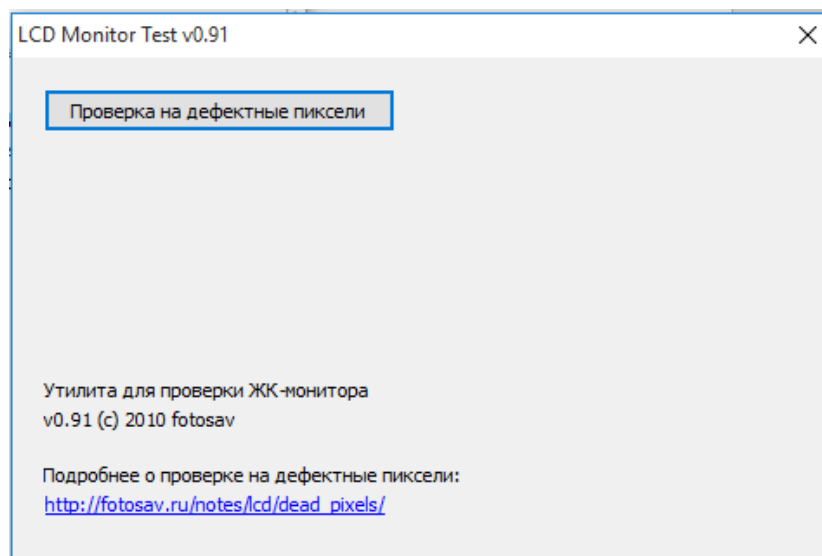 LCD Monitor Test v0.91
Проверка на дефектные пиксели
Утилита для проверки ЖК-монитора
v0.91 (c) 2010 fotosav
Подробнее о проверке на дефектные пиксели:
http://fotosav.ru/notes/lcd/dead_pixels/